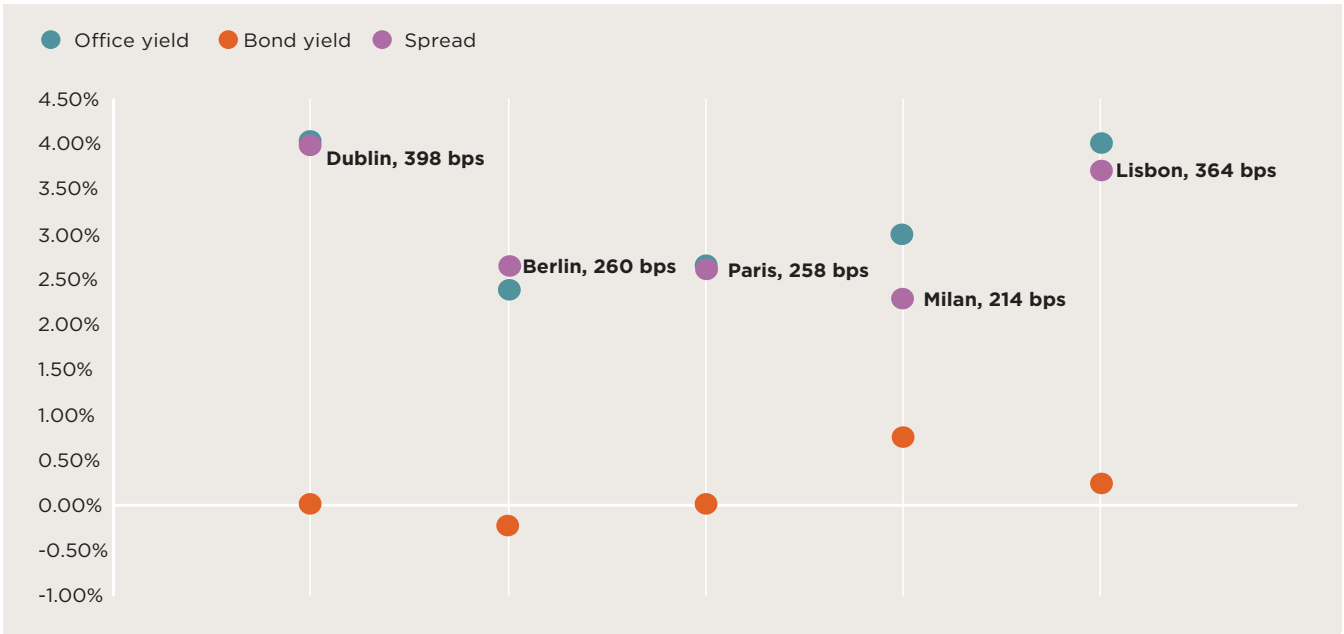 Office yield Bond yield Spread
4.50%
4.00%
Dublin, 398 bps
3.50%
Lisbon, 364 bps
3.00%
2.50%
Berlin, 260 bps
Paris, 258 bps
Milan, 214 bps
2.00%
1.50%
1.00%
0.50%
0.00%
-0.50%
-1.00%